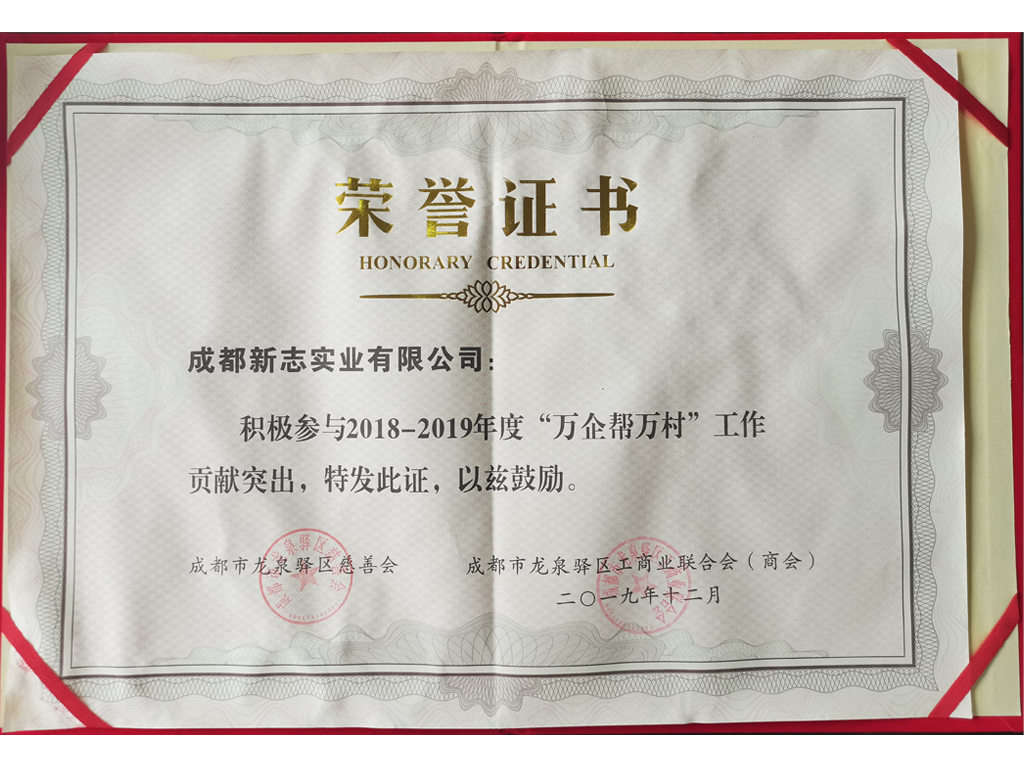 荣誉证书
HONORARY CREDENTIAL
成都新志实业有限公司：
积极参与2018-2019年度“万企帮万村”工作
贡献突出，特发此证，以兹鼓励。
成都市龙泉驿区慈善会
成都市龙泉驿区工商业联合会（商会）
二〇一九年十二月